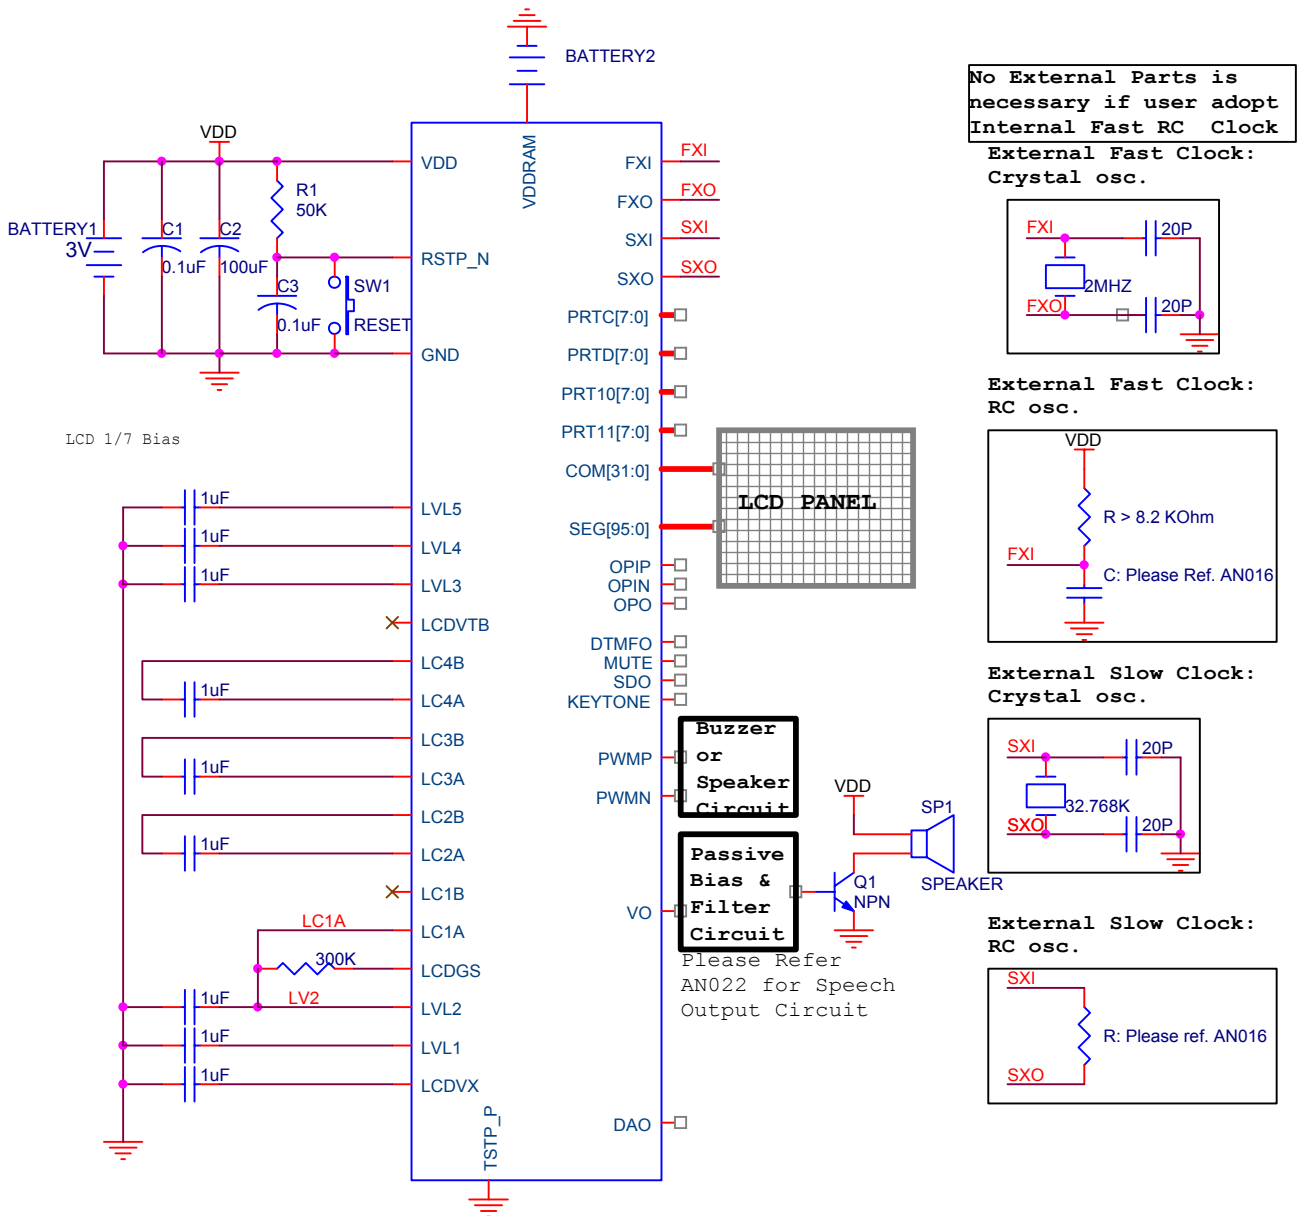 BATTERY2
VDD
BATTERY1
3V
C1
0.1uF
C2
100uF
R1
50K
C3
0.1uF
SW1
RESET
VDD
RSTP_N
GND
VDDRAM
LCD 1/7 Bias
1uF
LVL5
1uF
LVL4
1uF
LVL3
LCDVTB
LC4B
1uF
LC4A
LC3B
1uF
LC3A
LC2B
1uF
LC2A
LC1B
LC1A
LC1A
300K
LCDGS
1uF
LV2
LVL2
1uF
LVL1
1uF
LCDVX
TSTP_P
FXI
FXI
FXO
FXO
SXI
SXI
SXO
SXO
PRTC[7:0]
PRTD[7:0]
PRT10[7:0]
PRT11[7:0]
COM[31:0]
SEG[95:0]
LCD PANEL
OPIP
OPIN
OPO
DTMFO
MUTE
SDO
KEYTONE
PWMP
PWMN
Buzzer
or
Speaker
Circuit
VO
Passive
Bias &
Filter
Circuit
VDD
SP1
SPEAKER
Q1
NPN
Please Refer
AN022 for Speech
Output Circuit
DAO
No External Parts is
necessary if user adopt
Internal Fast RC Clock
External Fast Clock:
Crystal osc.
FXI
20P
2MHZ
FXO
20P
External Fast Clock:
RC osc.
VDD
R > 8.2 KOhm
FXI
C: Please Ref. AN016
External Slow Clock:
Crystal osc.
SXI
20P
32.768K
SXO
20P
External Slow Clock:
RC osc.
SXI
R: Please ref. AN016
SXO